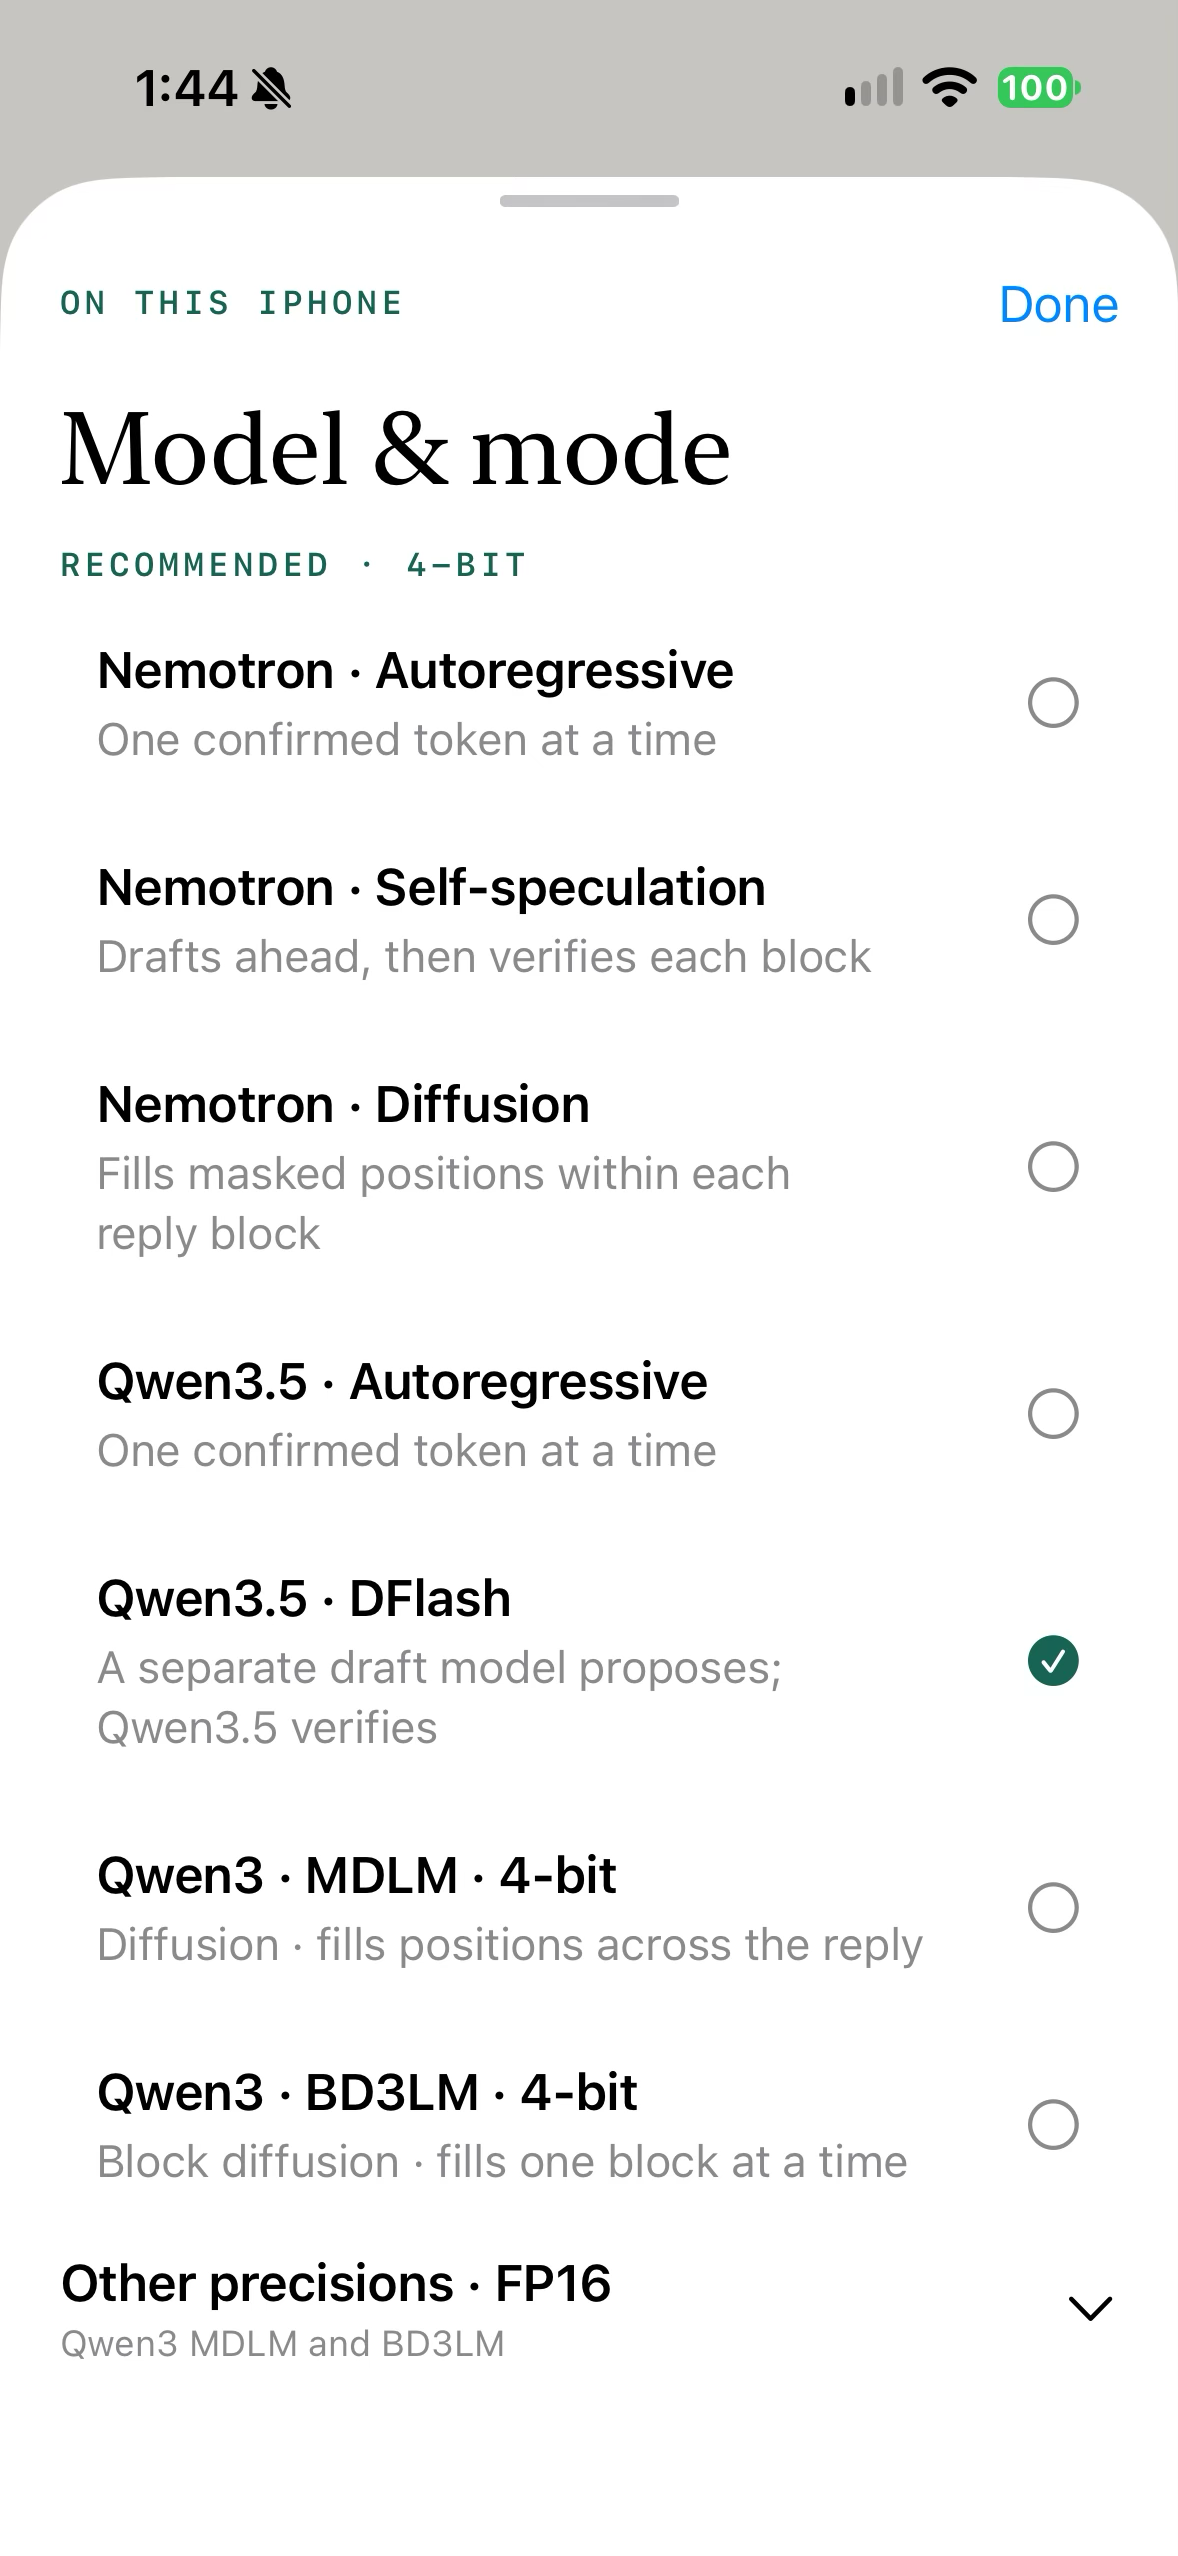 1:44
100
ON THIS IPHONE
Done
Model & mode
RECOMMENDED · 4-BIT
Nemotron · Autoregressive
One confirmed token at a time
Nemotron · Self-speculation
Drafts ahead, then verifies each block
Nemotron · Diffusion
Fills masked positions within each
reply block
Qwen3.5 · Autoregressive
One confirmed token at a time
Qwen3.5 · DFlash
A separate draft model proposes;
Qwen3.5 verifies
Qwen3 · MDLM · 4-bit
Diffusion · fills positions across the reply
Qwen3 · BD3LM · 4-bit
Block diffusion · fills one block at a time
Other precisions · FP16
Qwen3 MDLM and BD3LM